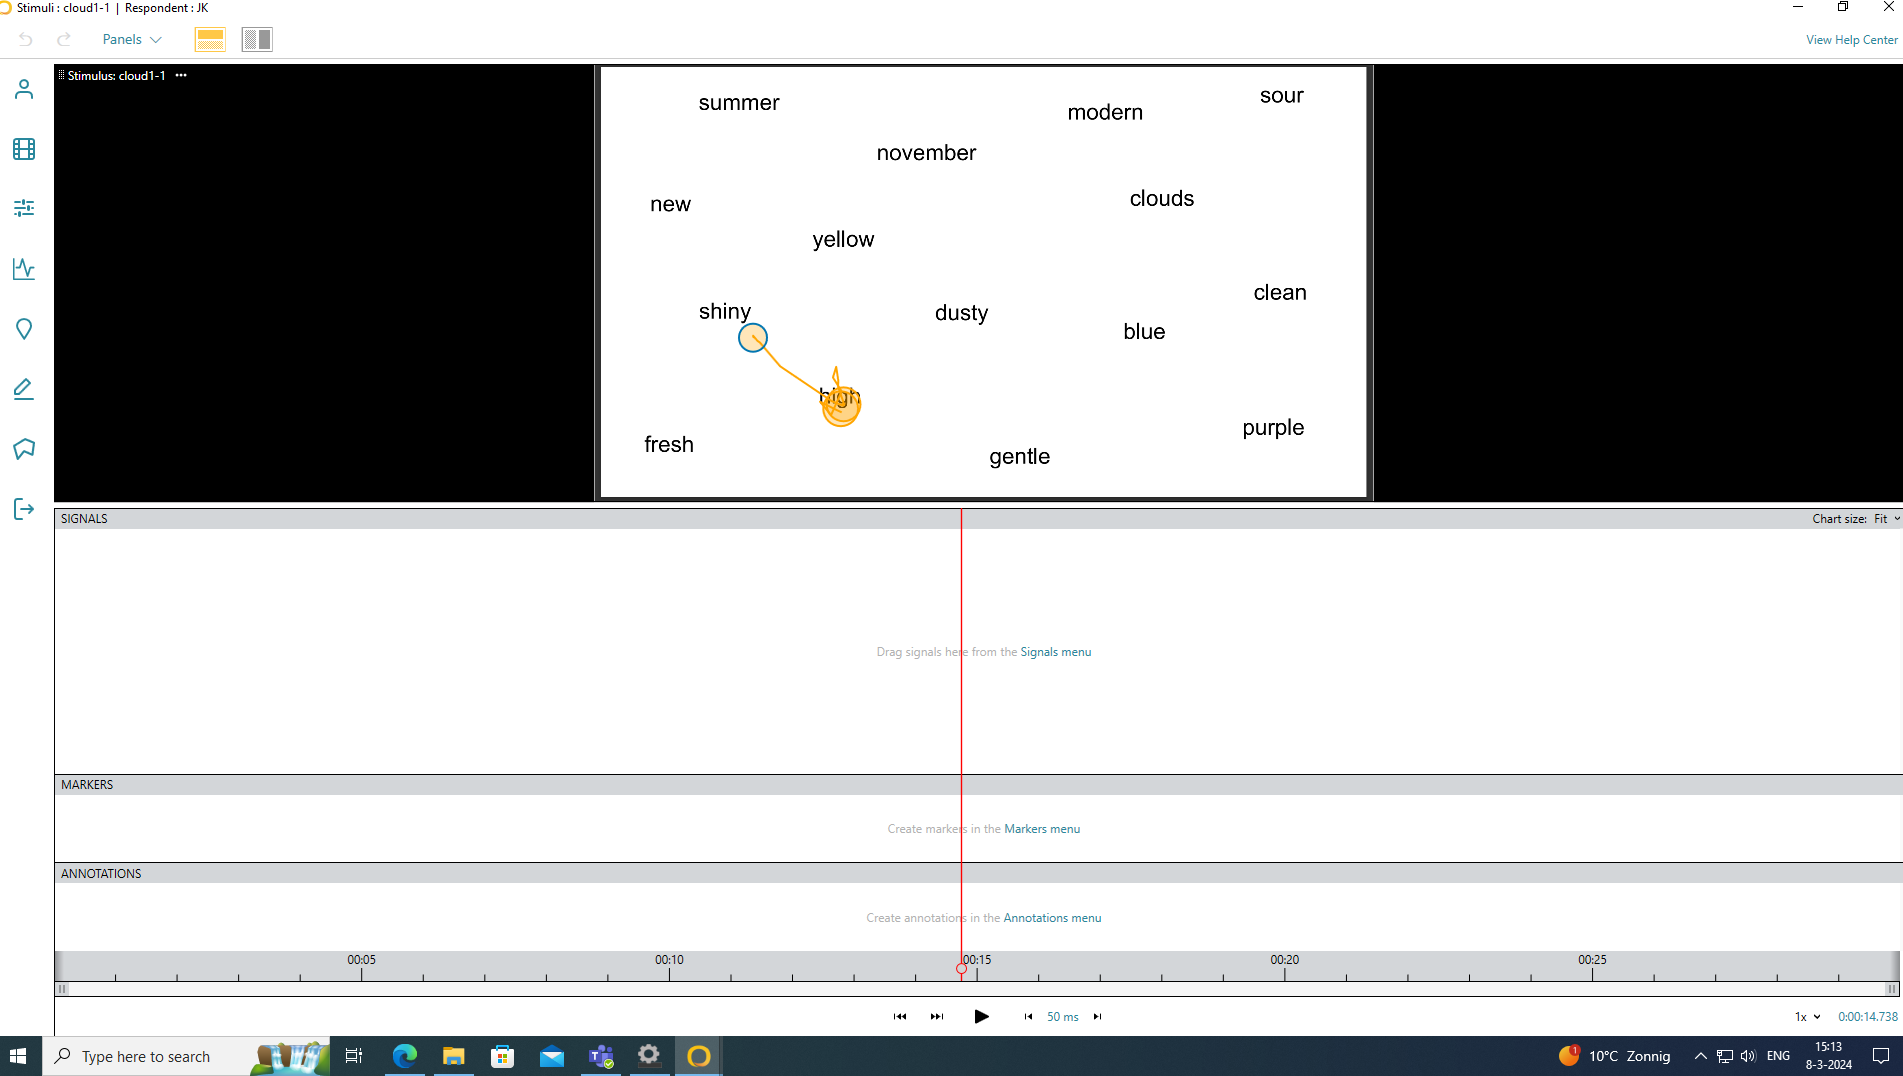 Stimuli : cloud1-1 | Respondent : JK
Panels
View Help Center
Stimulus: cloud1-1 •••
summer
sour
modern
november
new
clouds
yellow
clean
shiny
dusty
blue
high
purple
fresh
gentle
SIGNALS
Chart size: Fit
Drag signals here from the Signals menu
MARKERS
Create markers in the Markers menu
ANNOTATIONS
Create annotations in the Annotations menu
00:05 00:10 00:15 00:20 00:25
50 ms
1x 0:00:14.738
Type here to search
1
10°C Zonnig
ENG
15:13
8-3-2024